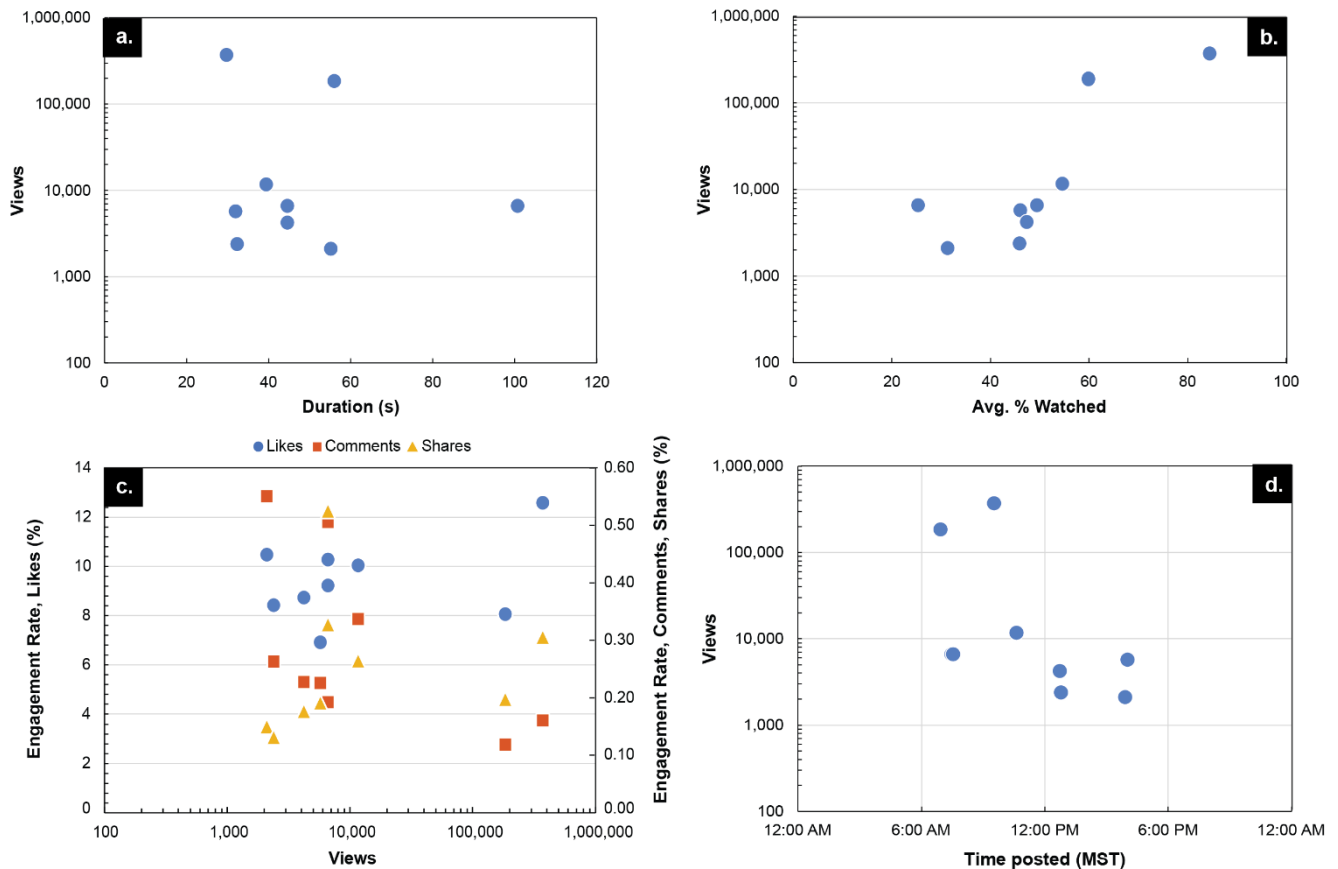 a.
1,000,000
100,000
10,000
1,000
100
0
20
40
60
80
100
120
Views
Duration (s)
b.
1,000,000
100,000
10,000
1,000
100
0
20
40
60
80
100
Views
Avg. % Watched
Likes Comments Shares
c.
14
12
10
8
6
4
2
0
0.60
0.50
0.40
0.30
0.20
0.10
0.00
100
1,000
10,000
100,000
1,000,000
Engagement Rate, Likes (%)
Engagement Rate, Comments, Shares (%)
Views
d.
1,000,000
100,000
10,000
1,000
100
12:00 AM
6:00 AM
12:00 PM
6:00 PM
12:00 AM
Views
Time posted (MST)